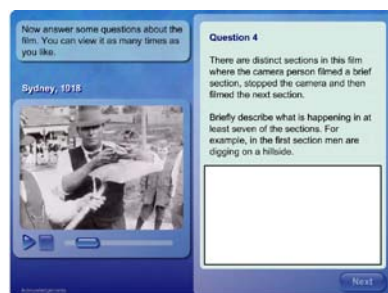 Now answer some questions about the
film. You can view it as many times as
you like.
Sydney, 1918
Question 4
There are distinct sections in this film
where the camera person filmed a brief
section, stopped the camera and then
filmed the next section.
Briefly describe what is happening in at
least seven of the sections. For
example, in the first section men are
digging on a hillside.
Next